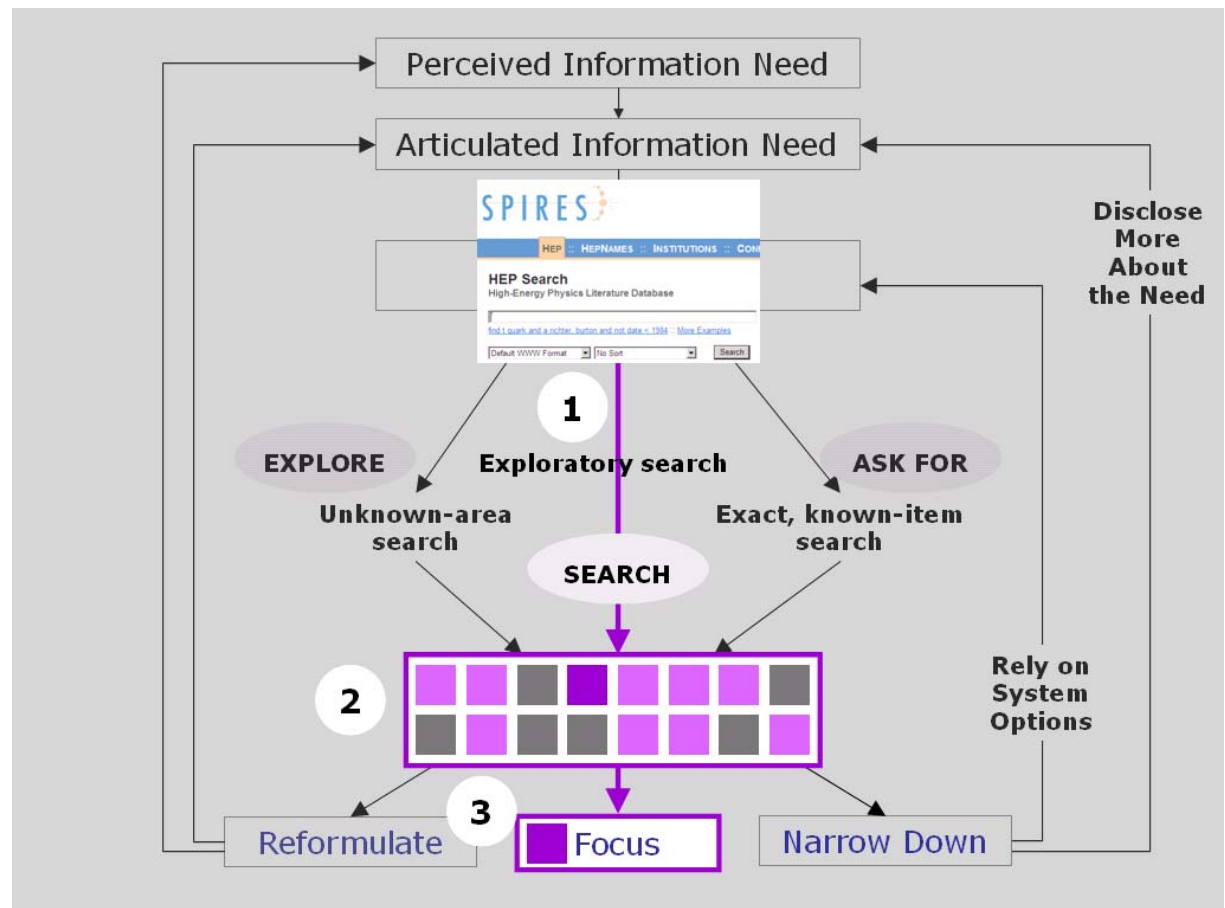 Perceived Information Need
Articulated Information Need
SPIRES
HEP :: HEPNAMES :: INSTITUTIONS :: CON
HEP Search
High-Energy Physics Literature Database
find t quark and a richter, burton and not date < 1984 :: More Examples
Default WWW Format No Sort Search
Disclose
More
About
the Need
1
EXPLORE
Exploratory search
ASK FOR
Unknown-area
search
Exact, known-item
search
SEARCH
2
Rely on
System
Options
3
Reformulate
Focus
Narrow Down